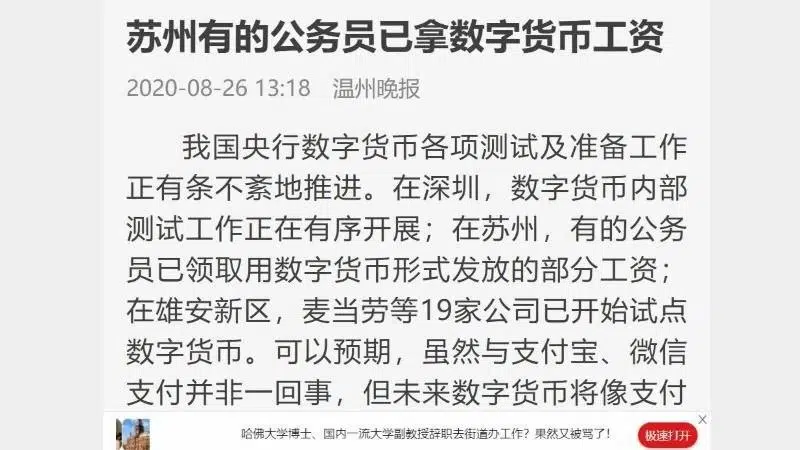 苏州有的公务员已拿数字货币工资
2020-08-26 13:18 温州晚报
我国央行数字货币各项测试及准备工作
正有条不紊地推进。在深圳，数字货币内部
测试工作正在有序开展；在苏州，有的公务
员已领取用数字货币形式发放的部分工资；
在雄安新区，麦当劳等19家公司已开始试点
数字货币。可以预期，虽然与支付宝、微信
支付并非一回事，但未来数字货币将像支付
哈佛大学博士、国内一流大学副教授辞职去街道办工作？果然又被骂了！
极速打开